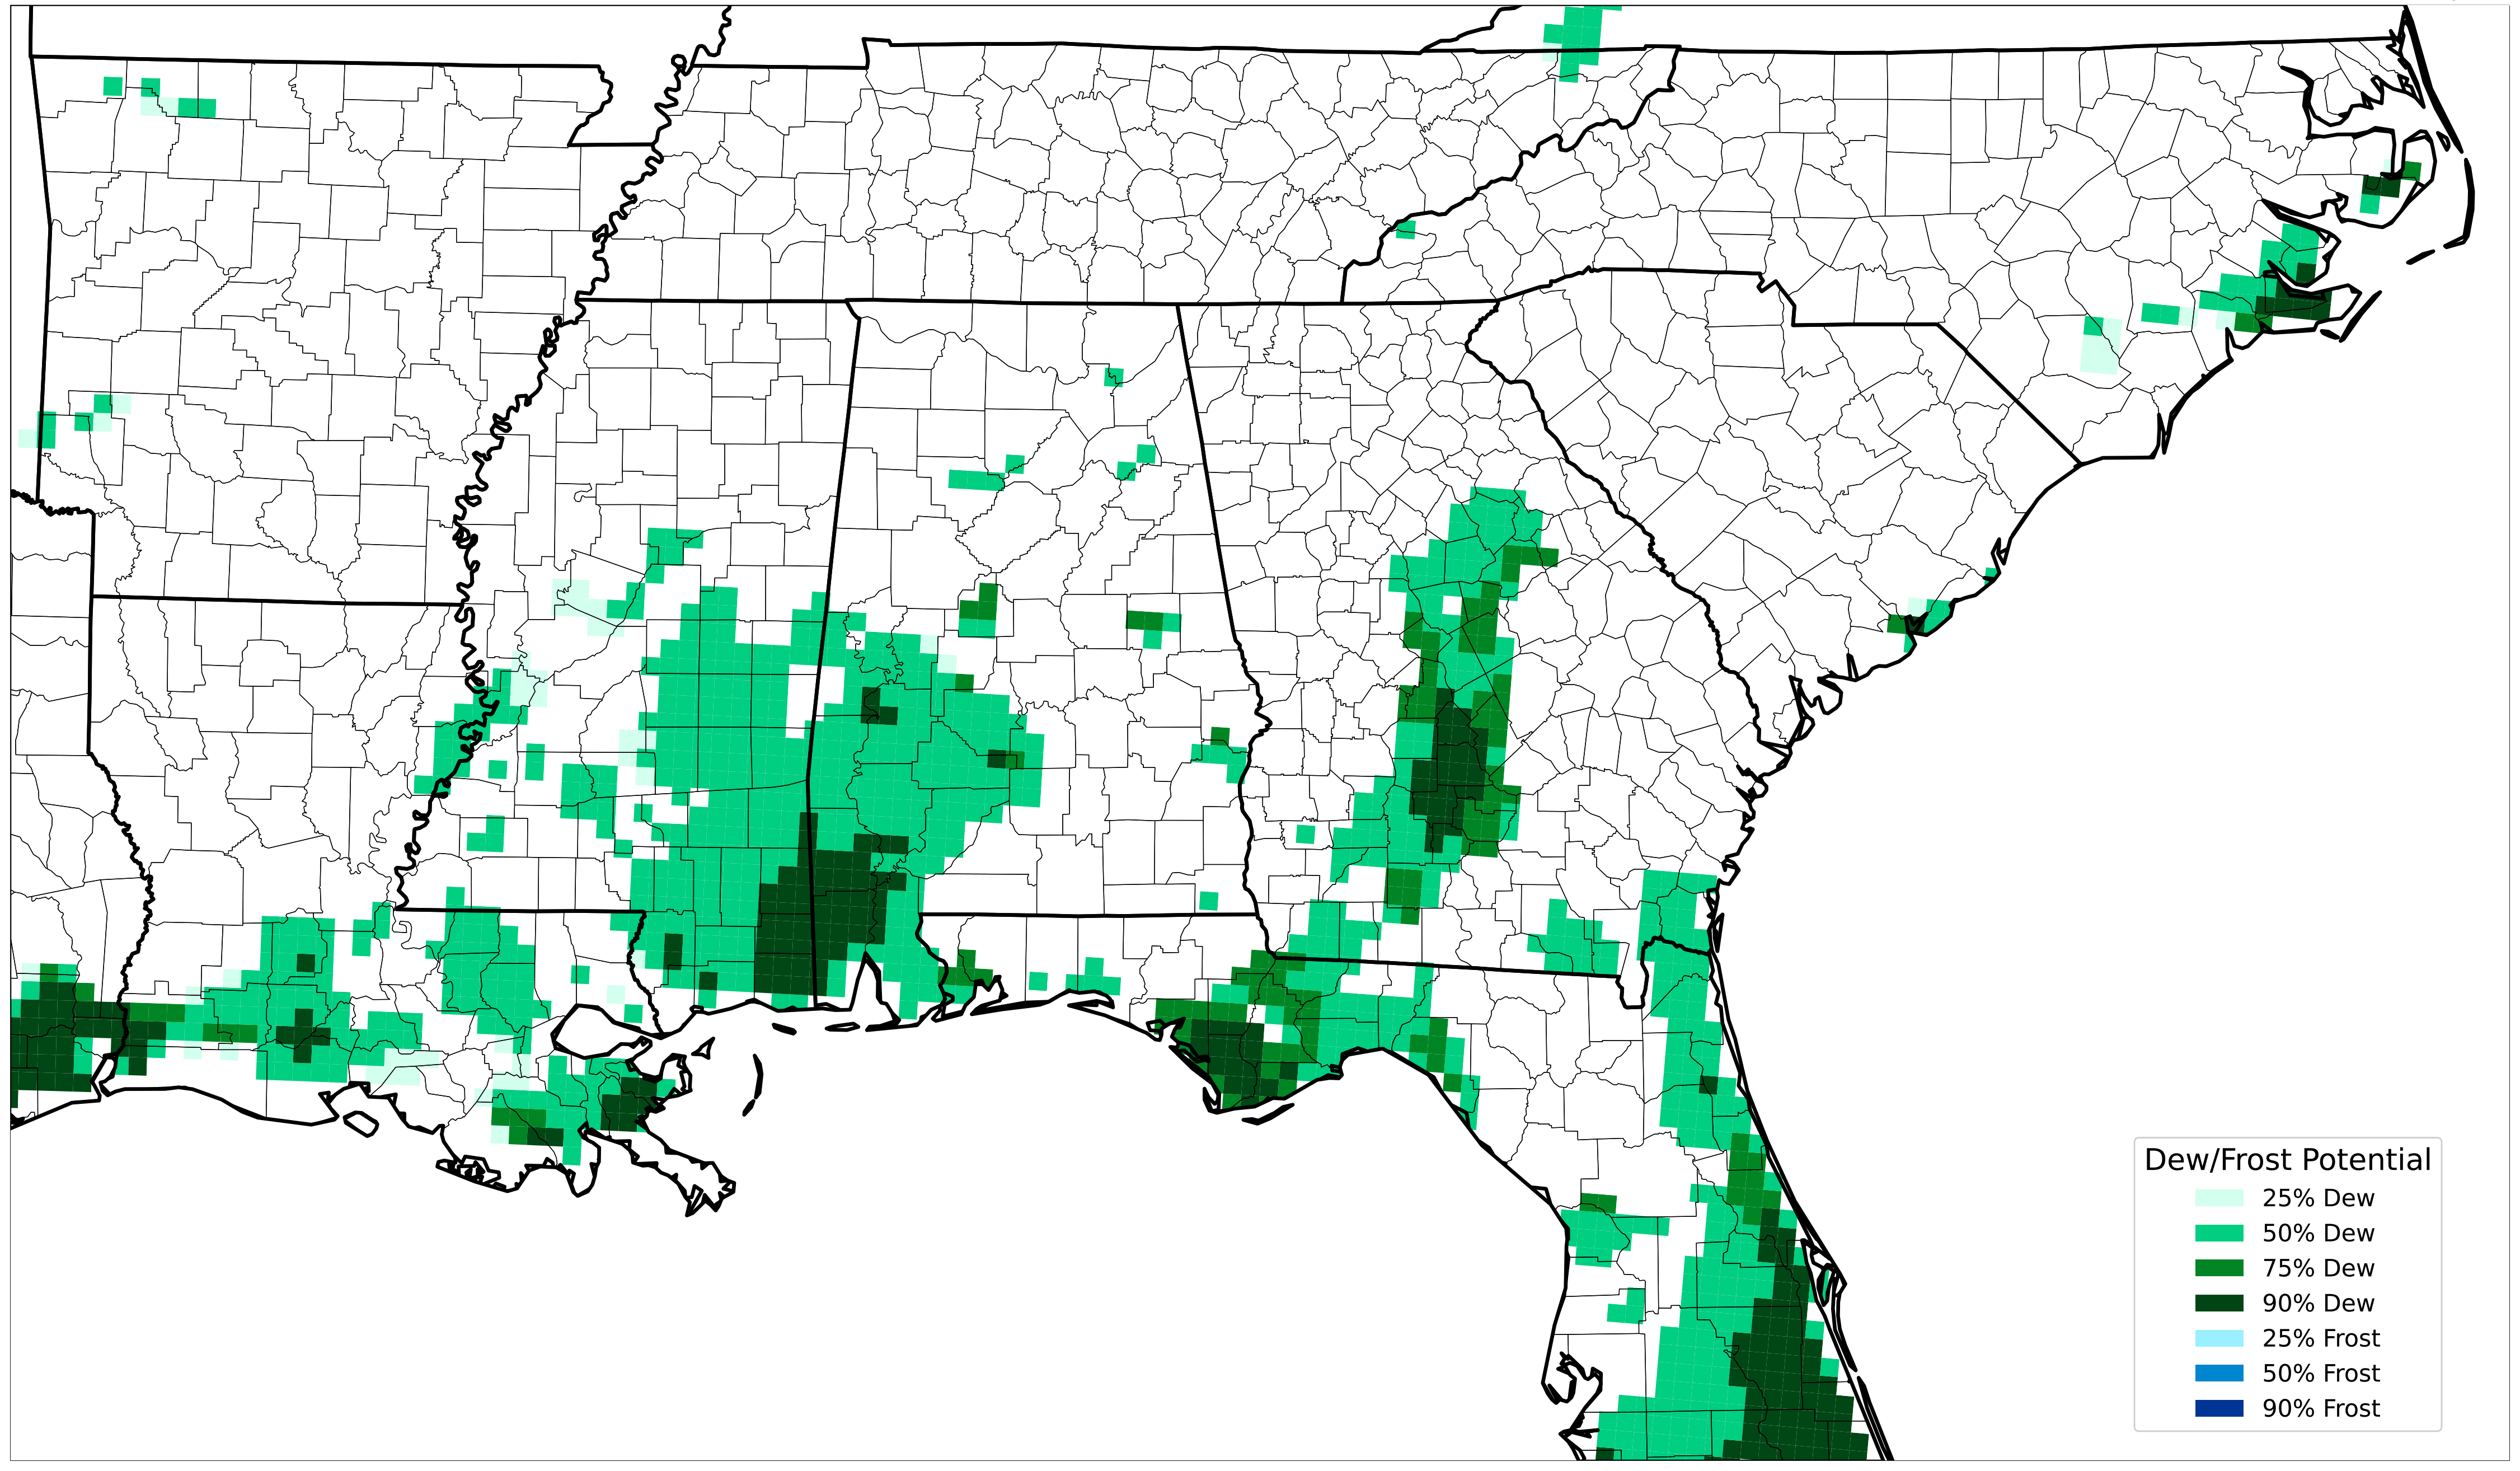 Dew/Frost Potential
25% Dew
50% Dew
75% Dew
90% Dew
25% Frost
50% Frost
90% Frost